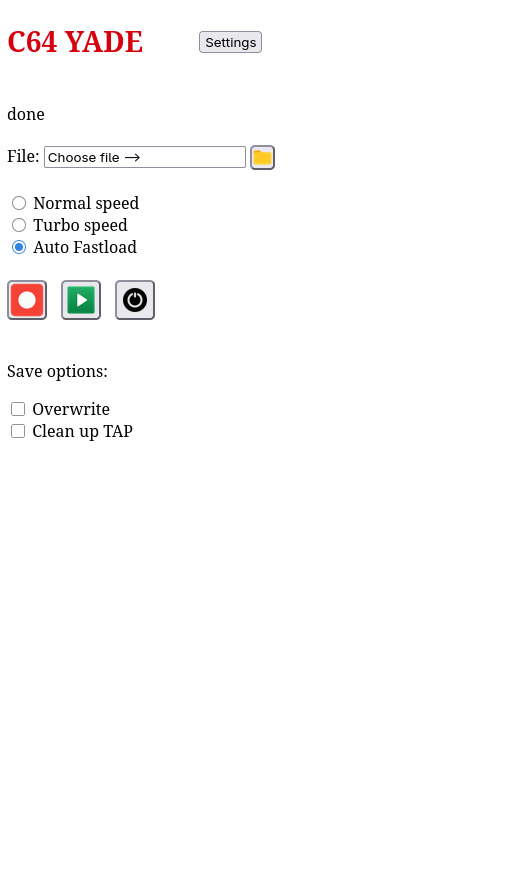 C64 YADE
Settings
done
File: Choose file -->
Normal speed
Turbo speed
Auto Fastload
Save options:
Overwrite
Clean up TAP